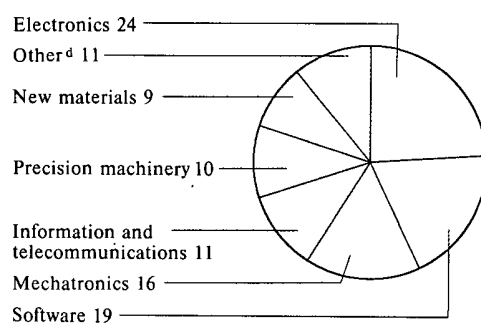 Electronics 24
Other d 11
New materials 9
Precision machinery 10
Information and
telecommunications 11
Mechatronics 16
Software 19